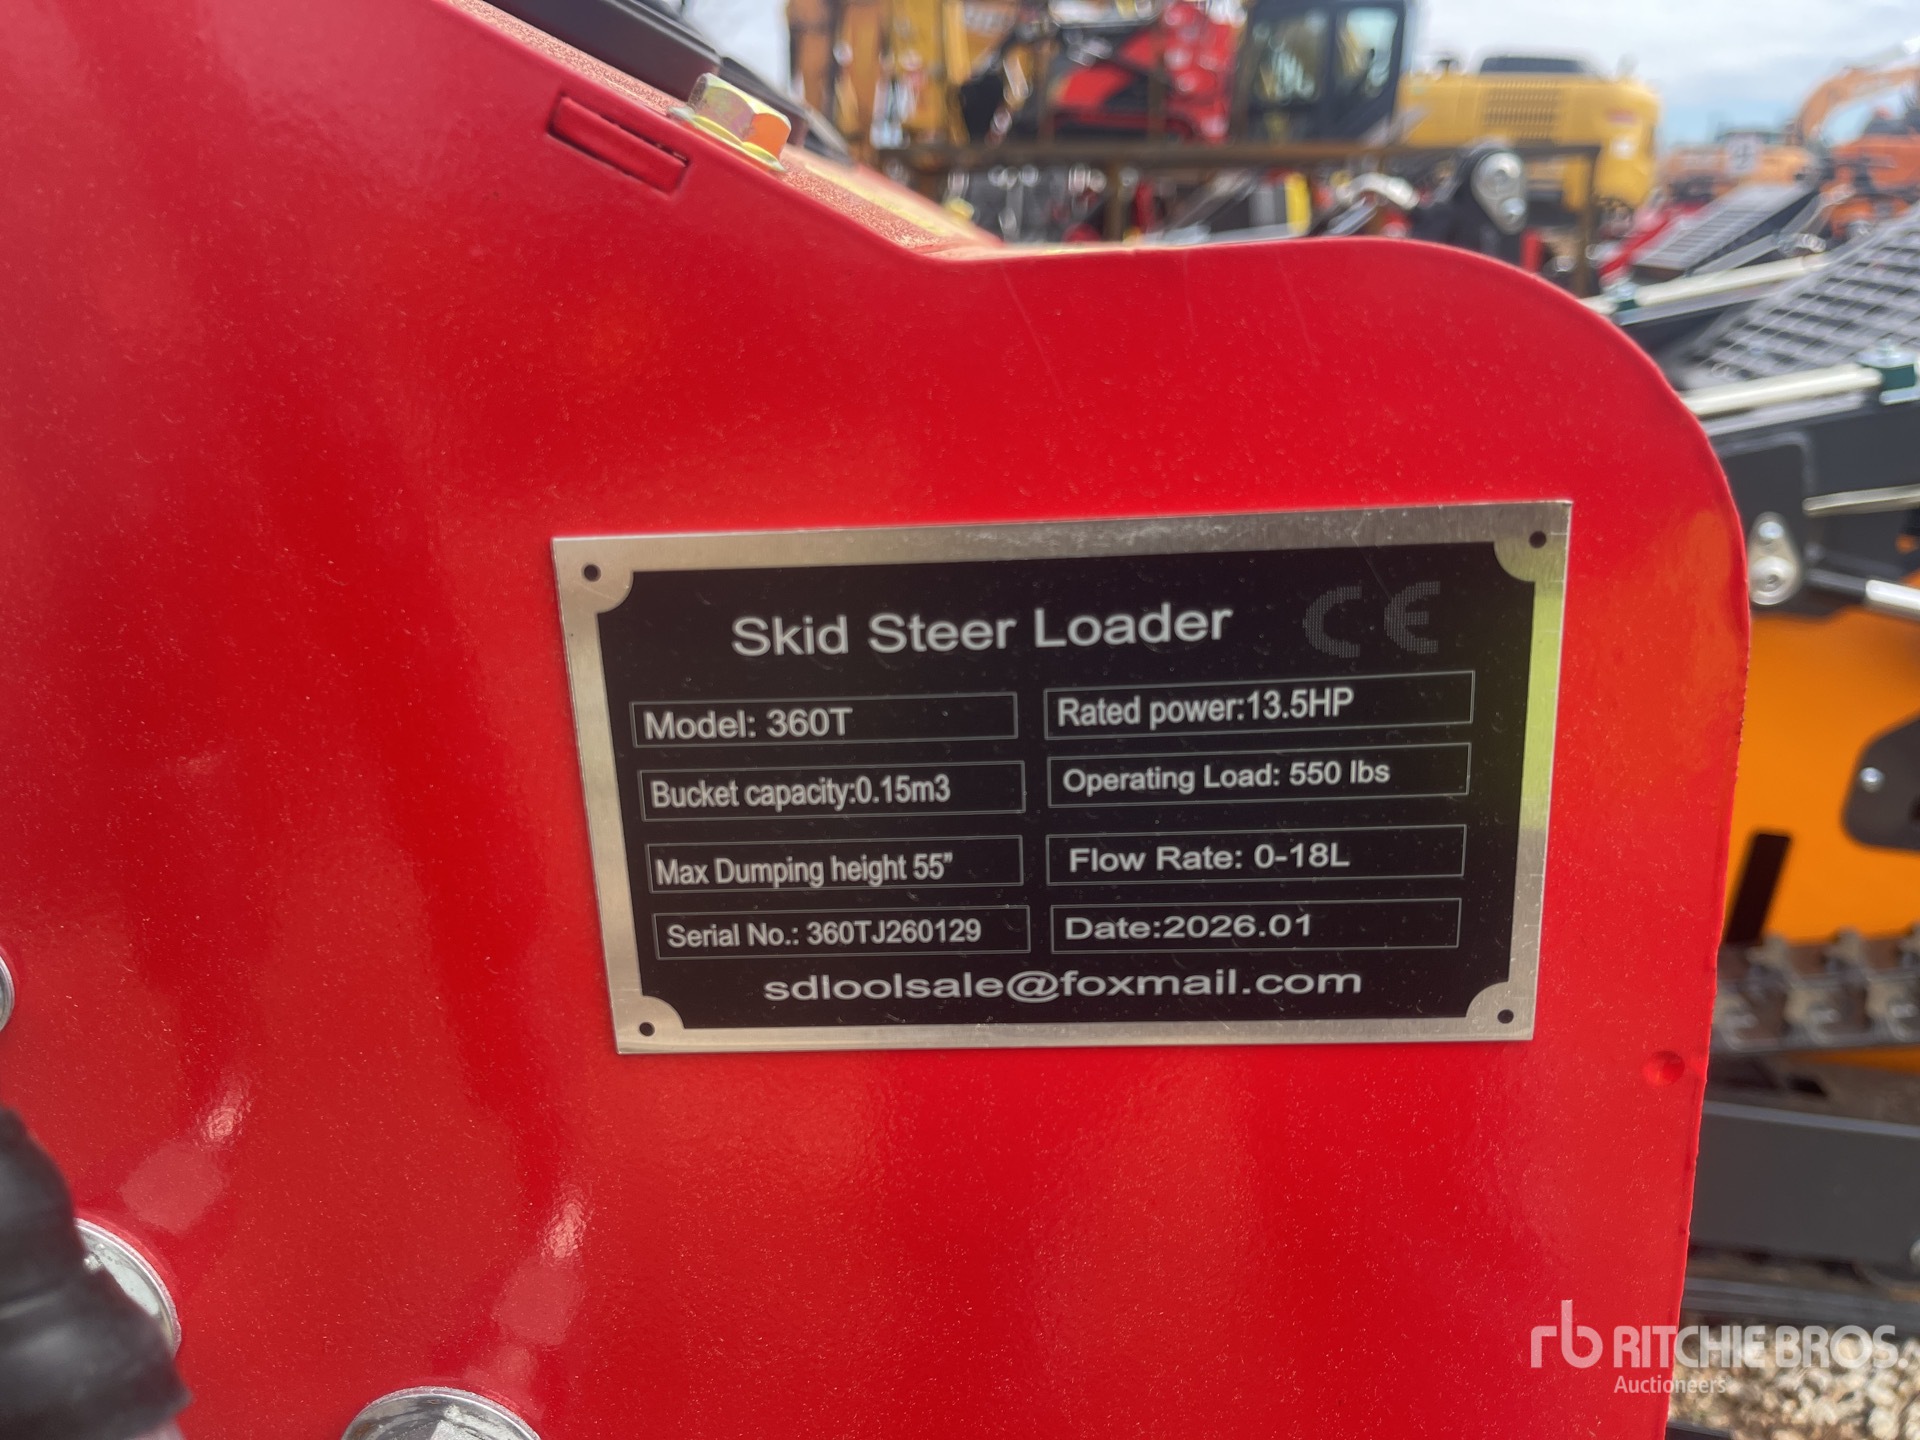 Skid Steer Loader CE
Model: 360T
Rated power:13.5HP
Bucket capacity:0.15m3
Operating Load: 550 lbs
Max Dumping height 55”
Flow Rate: 0-18L
Serial No.: 360TJ260129
Date:2026.01
sdloolsale@foxmail.com
rb RITCHIE BROS.
Auctioneers